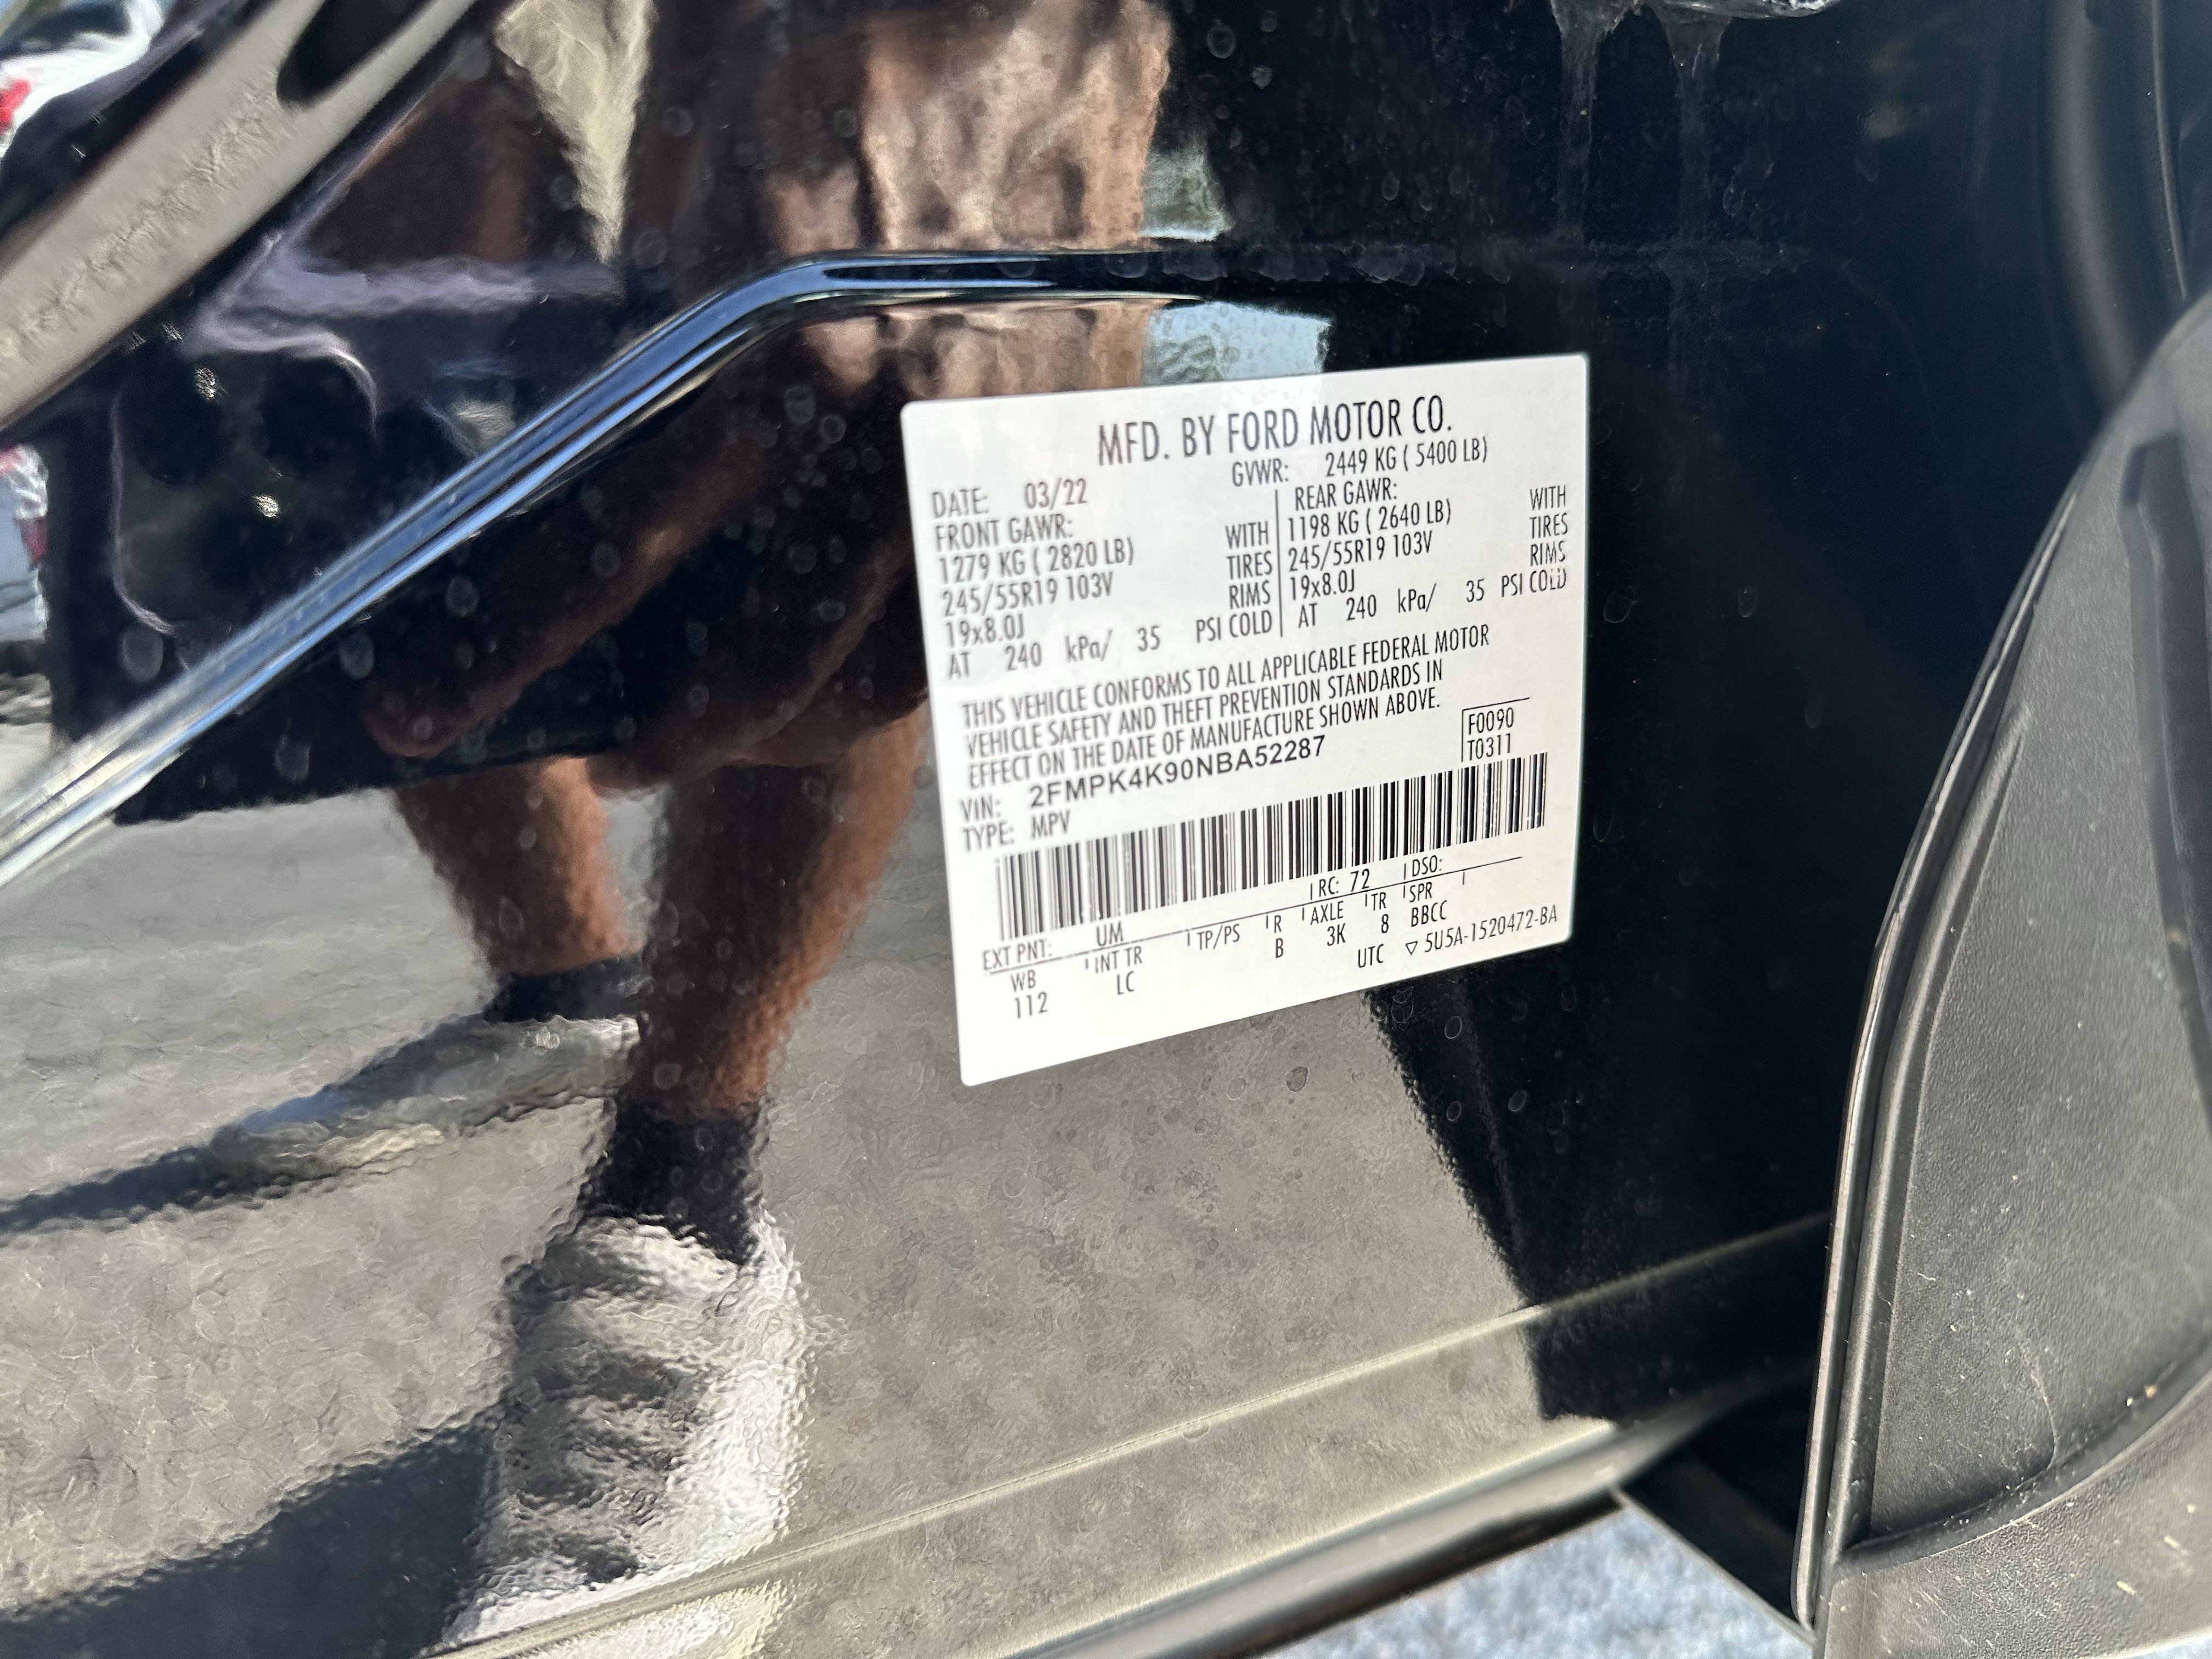 MFD. BY FORD MOTOR CO.
DATE: 03/22 GVWR: 2449 KG ( 5400 LB)
FRONT GAWR: REAR GAWR:
1279 KG ( 2820 LB) WITH 1198 KG ( 2640 LB) WITH
245/55R19 103V TIRES 245/55R19 103V TIRES
19x8.0J RIMS 19x8.0J RIMS
AT 240 kPa/ 35 PSI COLD AT 240 kPa/ 35 PSI COLD
THIS VEHICLE CONFORMS TO ALL APPLICABLE FEDERAL MOTOR
VEHICLE SAFETY AND THEFT PREVENTION STANDARDS IN
EFFECT ON THE DATE OF MANUFACTURE SHOWN ABOVE.
F0090
VIN: 2FMPK4K90NBA52287 T0311
TYPE: MPV
EXT PNT: UM RC: 72 DSO:
WB INT TR TP/PS R AXLE TR SPR
112 LC B 3K 8 BBCC
UTC ▽ 5U5A-1520472-BA